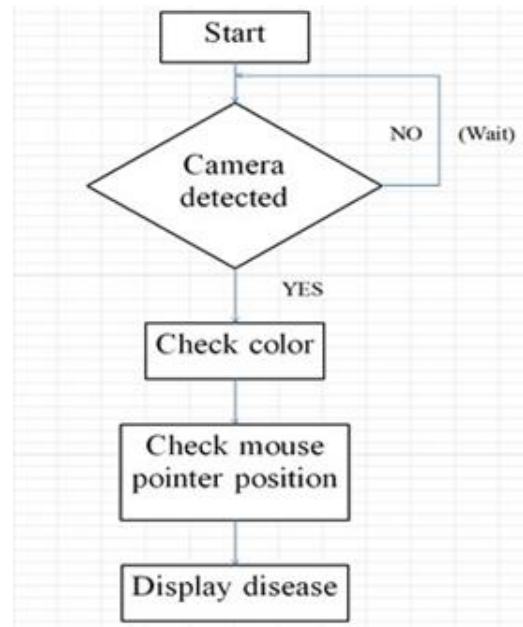 Start
NO (Wait)
Camera
detected
YES
Check color
Check mouse
pointer position
Display disease